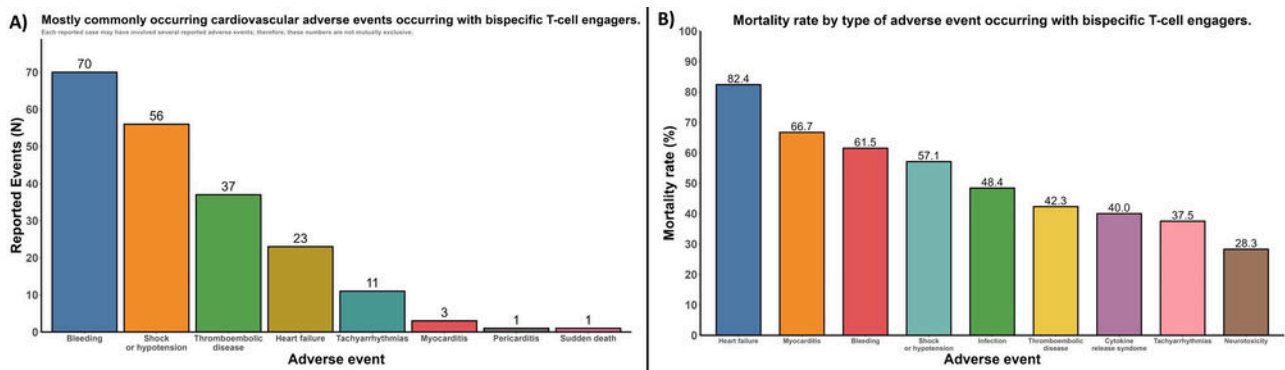 A)
Mostly commonly occurring cardiovascular adverse events occurring with bispecific T-cell engagers.
Each reported case may have involved several reported adverse events, therefore, these numbers are not mutually exclusive.
Reported Events (N)
70
60
50
40
30
20
10
0
70
56
37
23
11
3
1
1
Bleeding
Shock
or hypotension
Thromboembolic
disease
Heart failure
Tachyarrhythmias
Myocarditis
Pericarditis
Sudden death
Adverse event
B)
Mortality rate by type of adverse event occurring with bispecific T-cell engagers.
Mortality rate (%)
100
90
80
70
60
50
40
30
20
10
0
82.4
66.7
61.5
57.1
48.4
42.3
40.0
37.5
28.3
Heart failure
Myocarditis
Bleeding
Shock
or hypotension
Infection
Thromboembolic
disease
Cytokine
release syndome
Tachyarrhythmias
Neurotoxicity
Adverse event